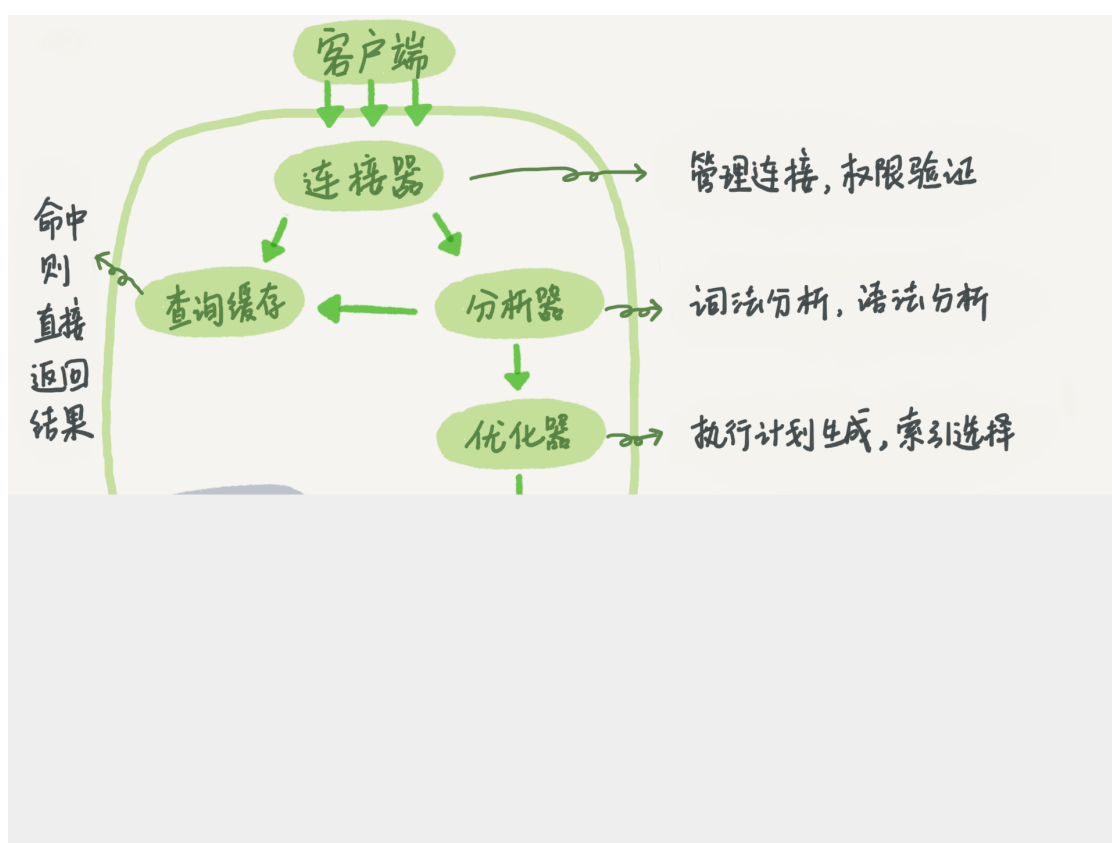 客户端
连接器
管理连接,权限验证
命中
则
直接
返回
结果
查询缓存
分析器
词法分析,语法分析
优化器
执行计划生成,索引选择